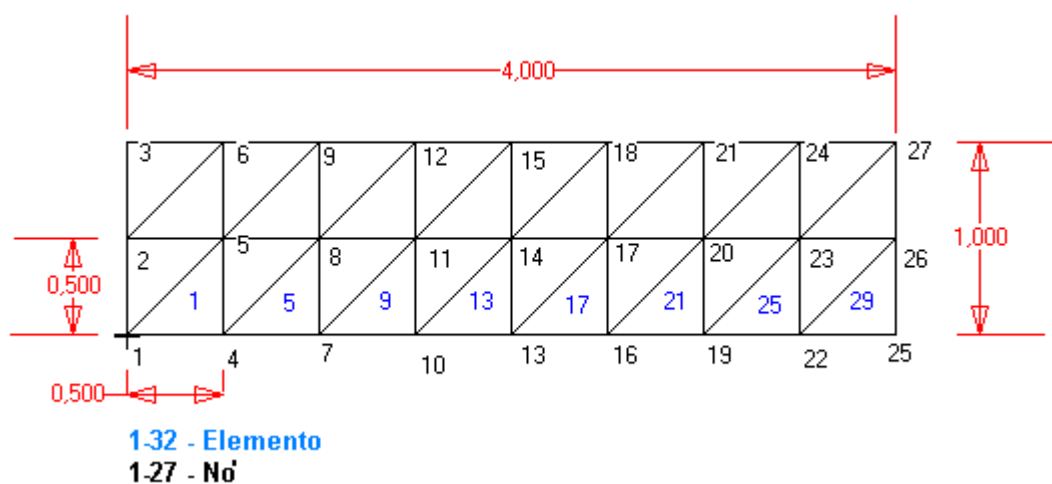 4,000
3 6 9 12 15 18 21 24 27
1,000
2 5 8 11 14 17 20 23 26
0,500
1 5 9 13 17 21 25 29
1 4 7 10 13 16 19 22 25
0,500
1-32 - Elemento
1-27 - Nó